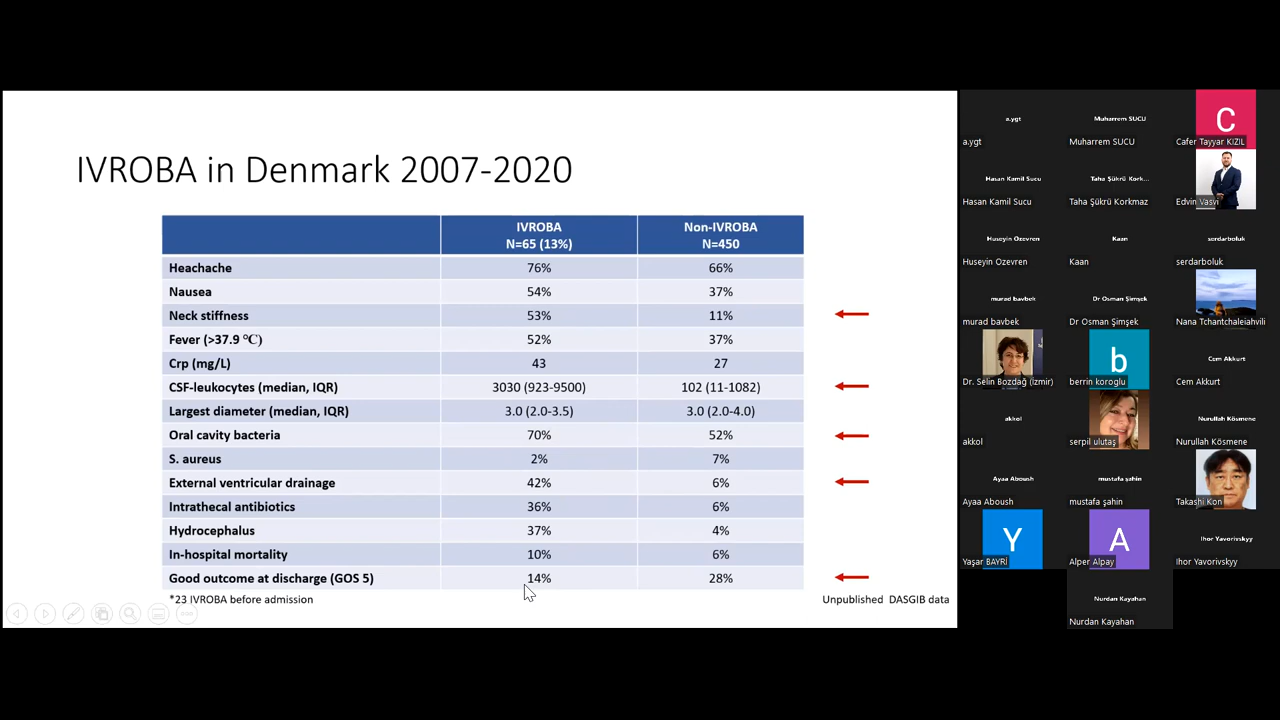 IVROBA in Denmark 2007-2020
IVROBA
N=65 (13%)
Non-IVROBA
N=450
Heachache 76% 66%
Nausea 54% 37%
Neck stiffness 53% 11%
Fever (>37.9 ℃) 52% 37%
Crp (mg/L) 43 27
CSF-leukocytes (median, IQR) 3030 (923-9500) 102 (11-1082)
Largest diameter (median, IQR) 3.0 (2.0-3.5) 3.0 (2.0-4.0)
Oral cavity bacteria 70% 52%
S. aureus 2% 7%
External ventricular drainage 42% 6%
Intrathecal antibiotics 36% 6%
Hydrocephalus 37% 4%
In-hospital mortality 10% 6%
Good outcome at discharge (GOS 5) 14% 28%
*23 IVROBA before admission
Unpublished DASGIB data
a.ygt
a.ygt
Muharrem SUCU
Muharrem SUCU
C
Cafer Tayyar KIZIL
Hasan Kamil Sucu
Hasan Kamil Sucu
Taha Şükrü Kork...
Taha Şükrü Korkmaz
Edvin Vasvi
Huseyin Ozevren
Huseyin Ozevren
Kaan
Kaan
serdarboluk
serdarboluk
murad bavbek
murad bavbek
Dr Osman Şimşek
Dr Osman Şimşek
Nana Tchantchaleiahvili
Dr. Selin Bozdağ (İzmir)
b
berrin koroglu
Cem Akkurt
Cem Akkurt
akkol
akkol
serpil ulutaş
Nurullah Kösmene
Nurullah Kösmene
Ayaa Aboush
Ayaa Aboush
mustafa şahin
mustafa şahin
Takashi Kon
Y
Yaşar BAYRİ
A
Alper Alpay
Ihor Yavorivskyy
Ihor Yavorivskyy
Nurdan Kayahan
Nurdan Kayahan